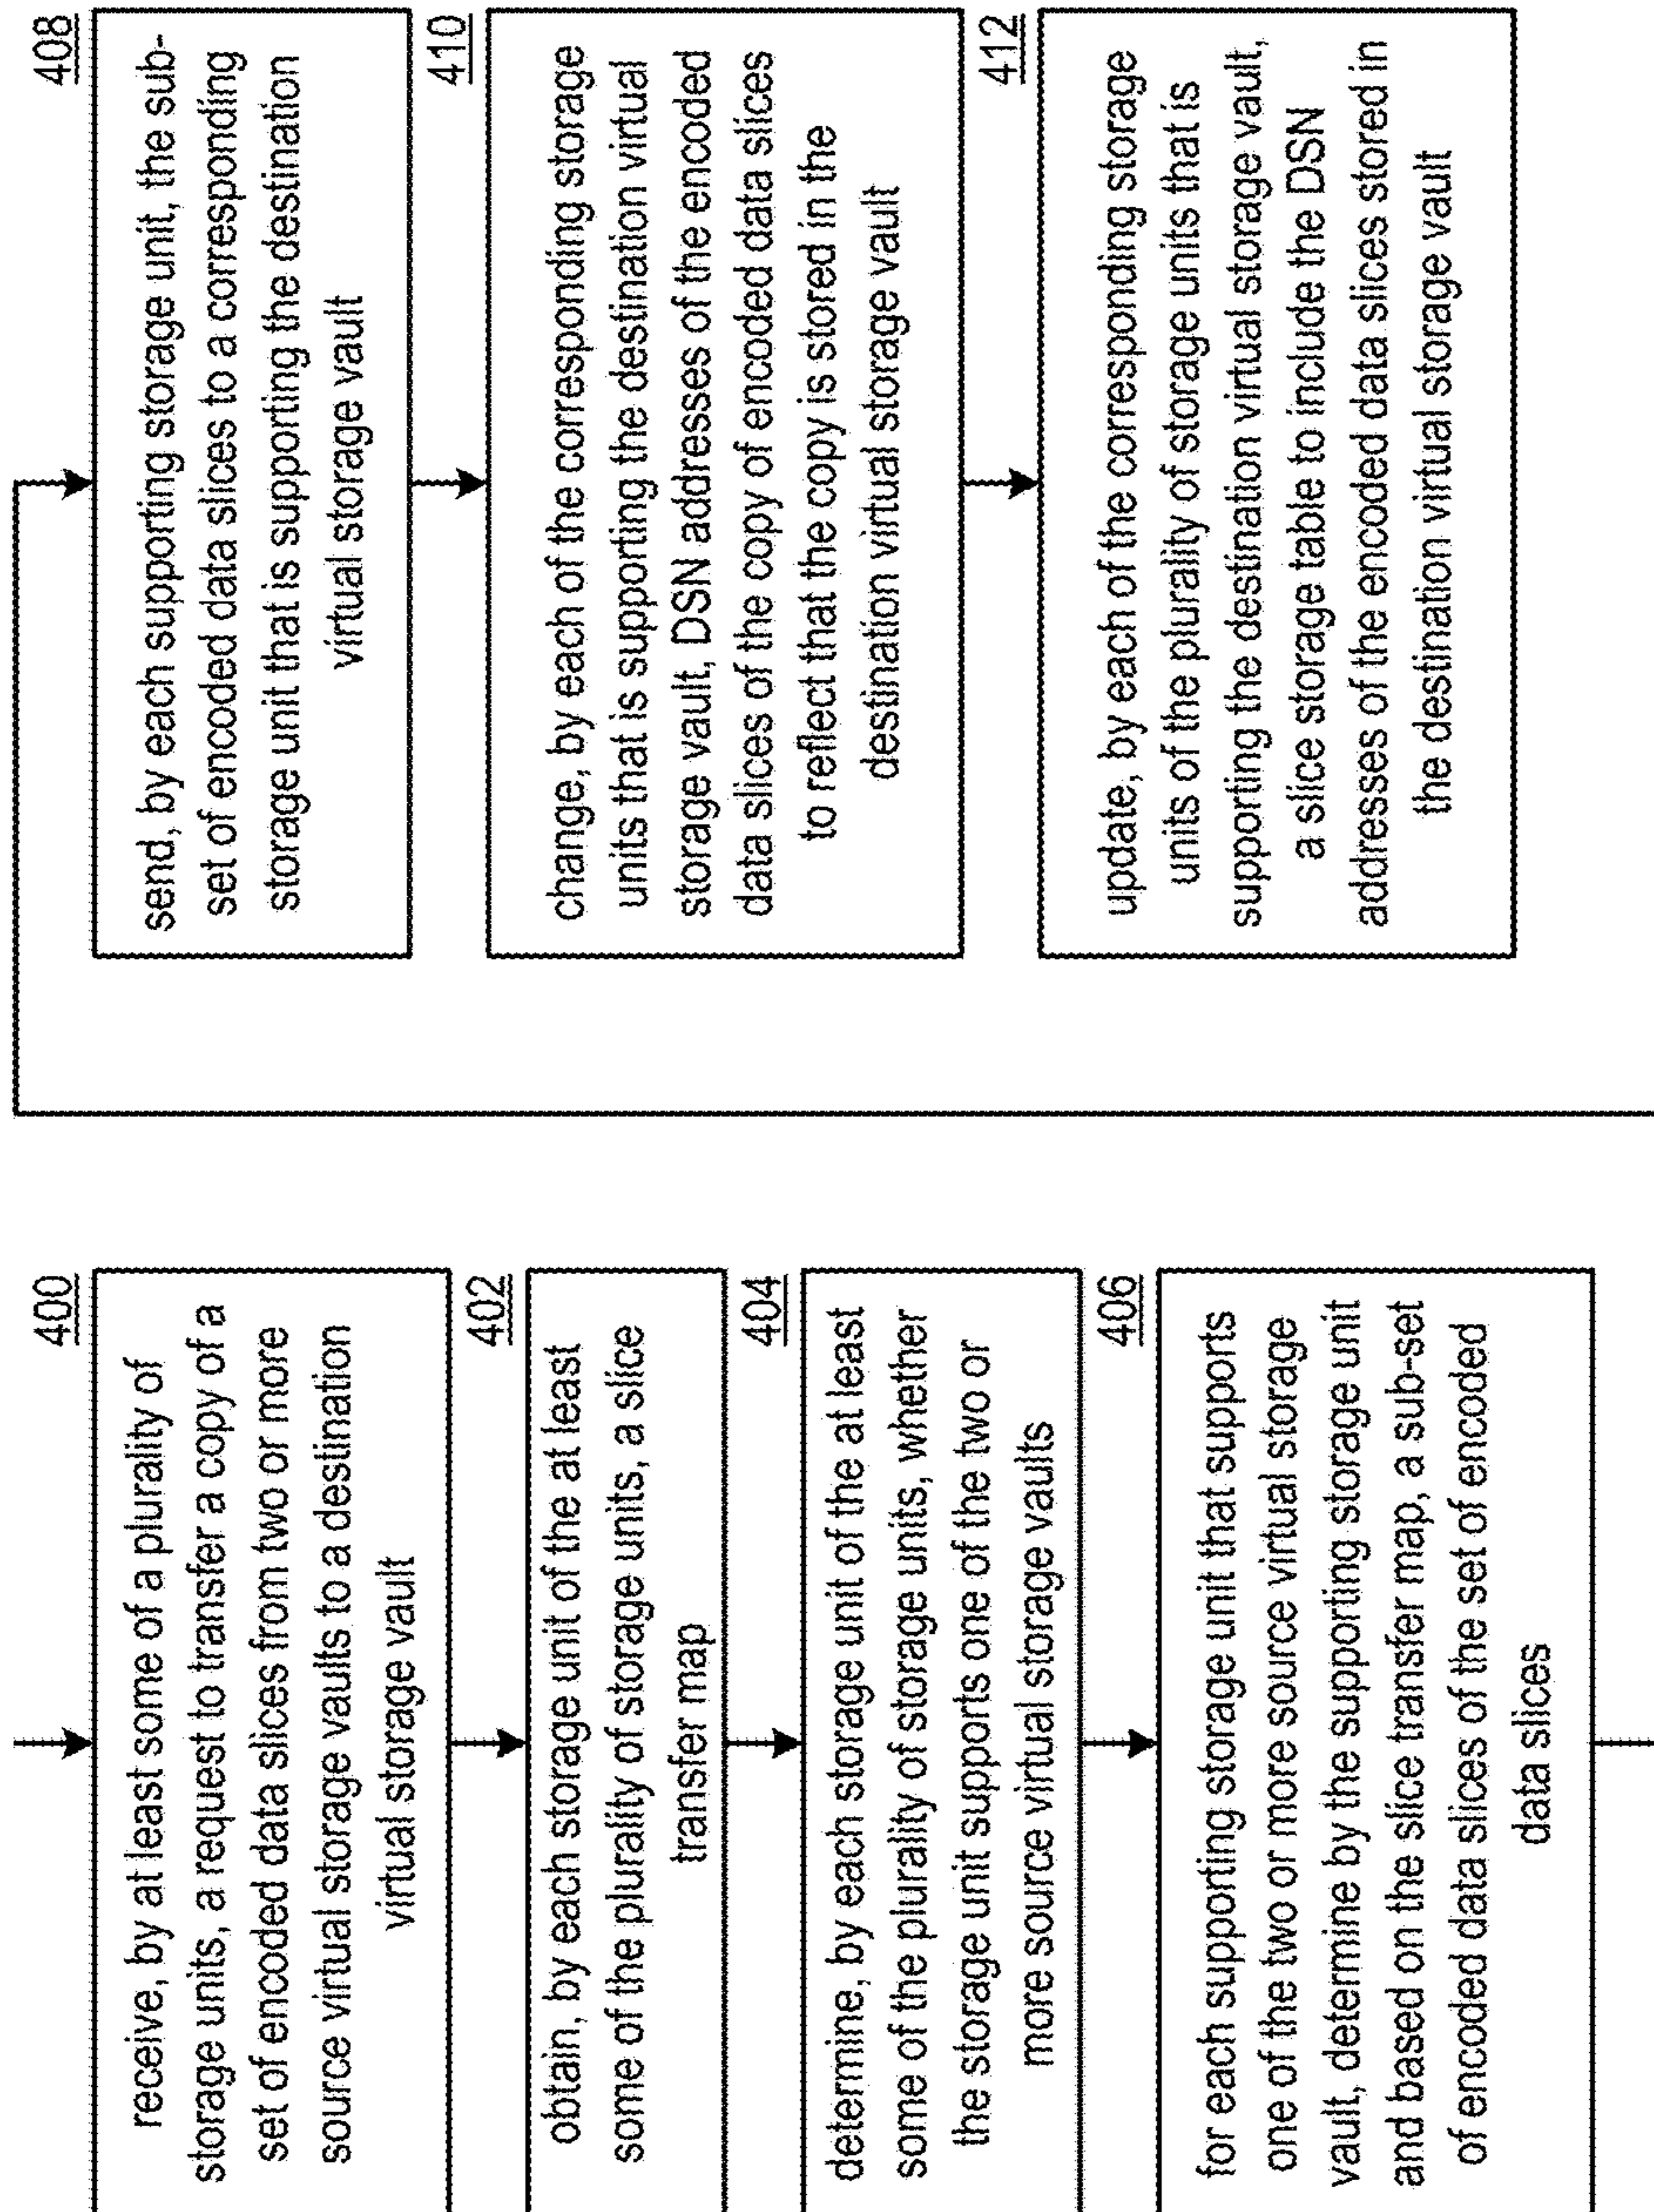 400
receive, by at least some of a plurality of
storage units, a request to transfer a copy of a
set of encoded data slices from two or more
source virtual storage vaults to a destination
virtual storage vault
402
obtain, by each storage unit of the at least
some of the plurality of storage units, a slice
transfer map
404
determine, by each storage unit of the at least
some of the plurality of storage units, whether
the storage unit supports one of the two or
more source virtual storage vaults
406
for each supporting storage unit that supports
one of the two or more source virtual storage
vault, determine by the supporting storage unit
and based on the slice transfer map, a sub-set
of encoded data slices of the set of encoded
data slices
408
send, by each supporting storage unit, the sub-
set of encoded data slices to a corresponding
storage unit that is supporting the destination
virtual storage vault
410
change, by each of the corresponding storage
units that is supporting the destination virtual
storage vault, DSN addresses of the encoded
data slices of the copy of encoded data slices
to reflect that the copy is stored in the
destination virtual storage vault
412
update, by each of the corresponding storage
units of the plurality of storage units that is
supporting the destination virtual storage vault,
a slice storage table to include the DSN
addresses of the encoded data slices stored in
the destination virtual storage vault